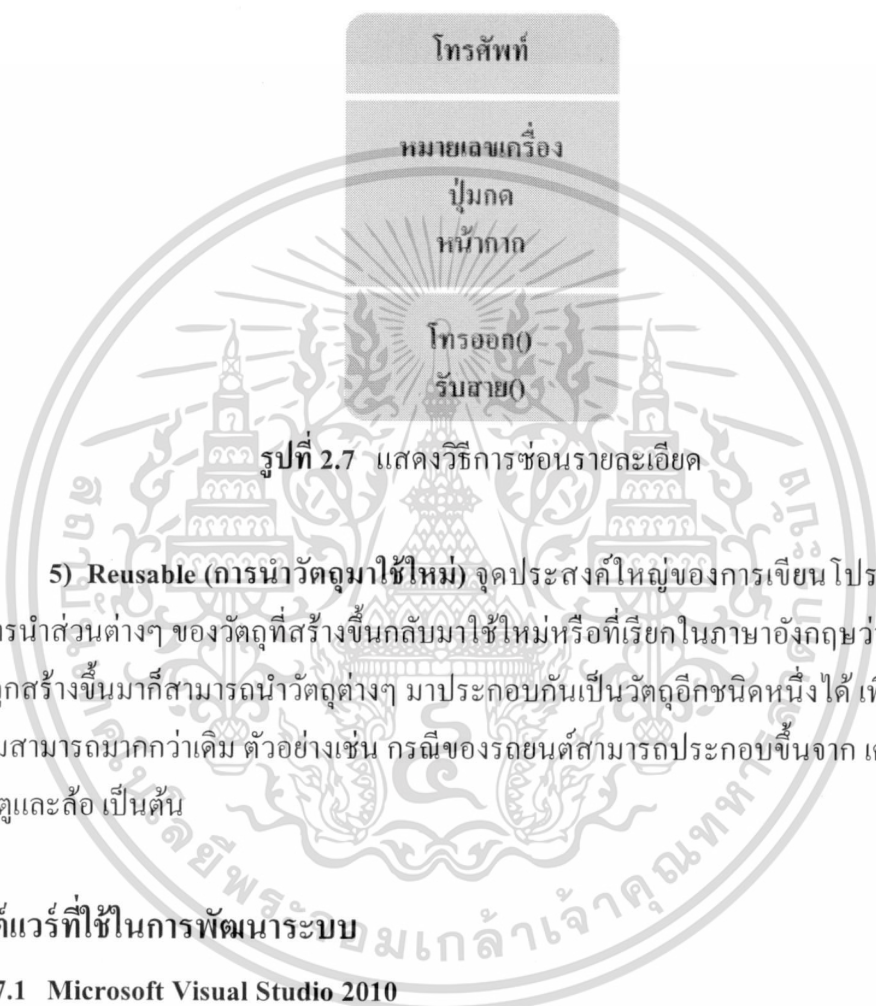 โทรศัพท์
หมายเลขเครื่อง
ปุ่มกด
หน้ากาก
โทรออก()
รับสาย()
รูปที่ 2.7 แสดงวิธีการซ่อนรายละเอียด
5) Reusable (การนำวัตถุมาใช้ใหม่) จุดประสงค์ใหญ่ของการเขียนโปร
ารนำส่วนต่างๆ ของวัตถุที่สร้างขึ้นกลับมาใช้ใหม่หรือที่เรียกในภาษาอังกฤษว่
ูกสร้างขึ้นมาก็สามารถนำวัตถุต่างๆ มาประกอบกันเป็นวัตถุอีกชนิดหนึ่งได้ เพื
มสามารถมากกว่าเดิม ตัวอย่างเช่น กรณีของรถยนต์สามารถประกอบขึ้นจาก เค
ตูและล้อ เป็นต้น
ต์แวร์ที่ใช้ในการพัฒนาระบบ
7.1 Microsoft Visual Studio 2010